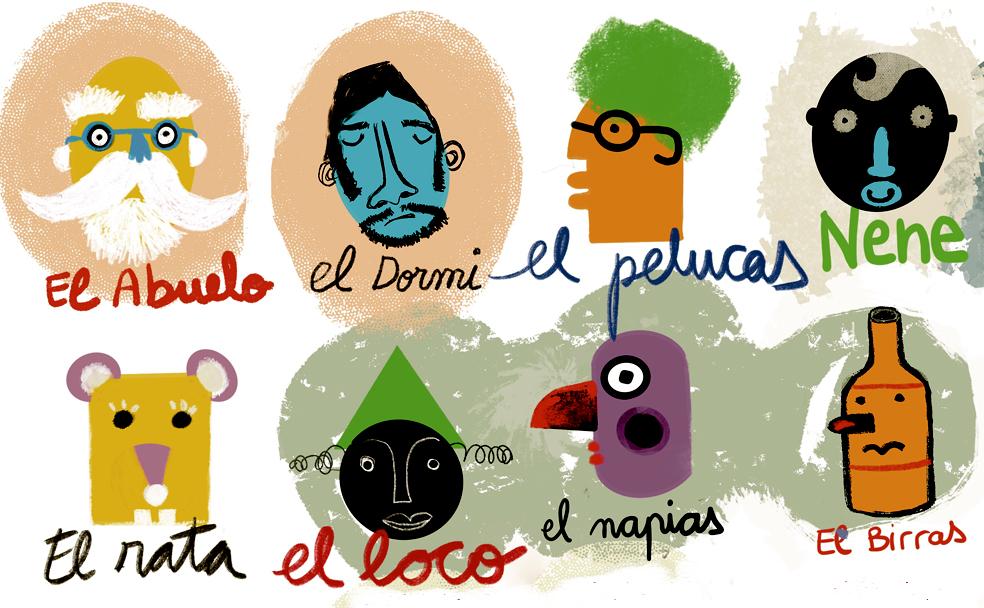 El Abuelo
el Dormi
el pelucas
Nene
El rata
el loco
el napias
El Birras